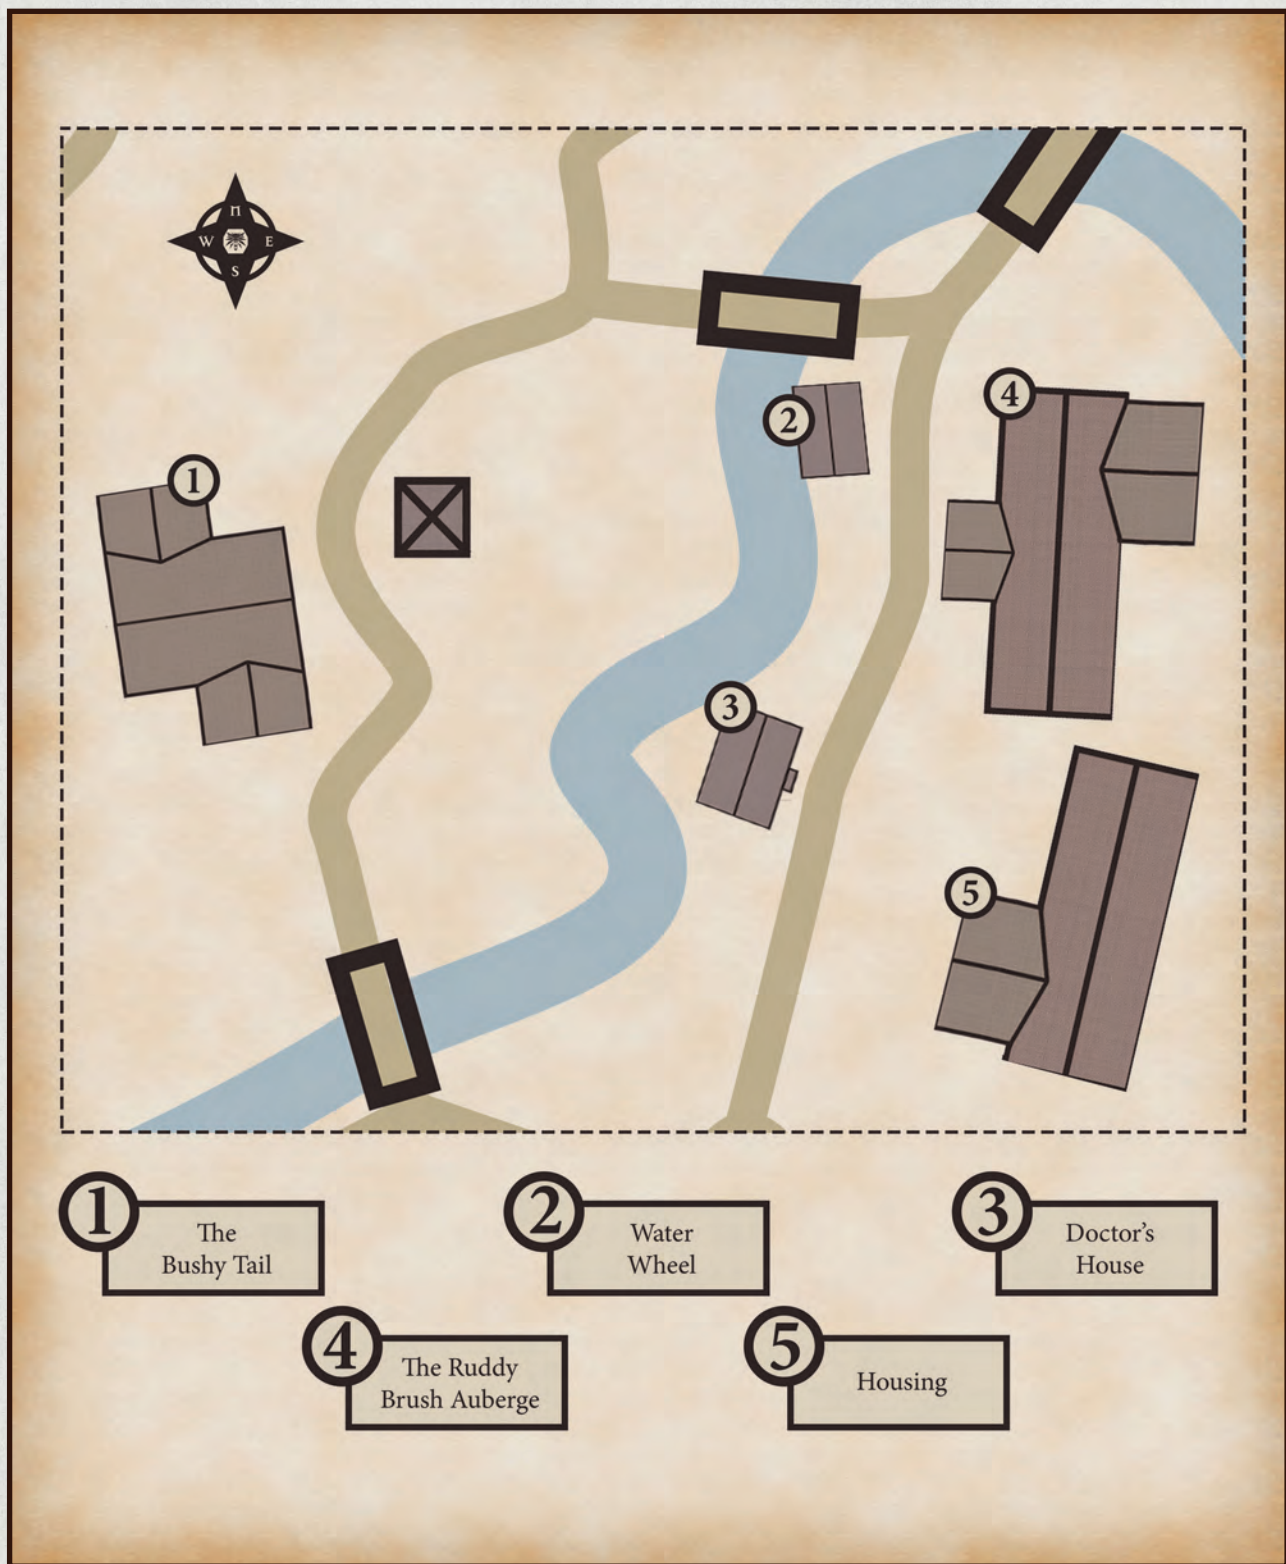 N
W E
S
1
2
3
4
5
1
The
Bushy Tail
2
Water
Wheel
3
Doctor’s
House
4
The Ruddy
Brush Auberge
5
Housing